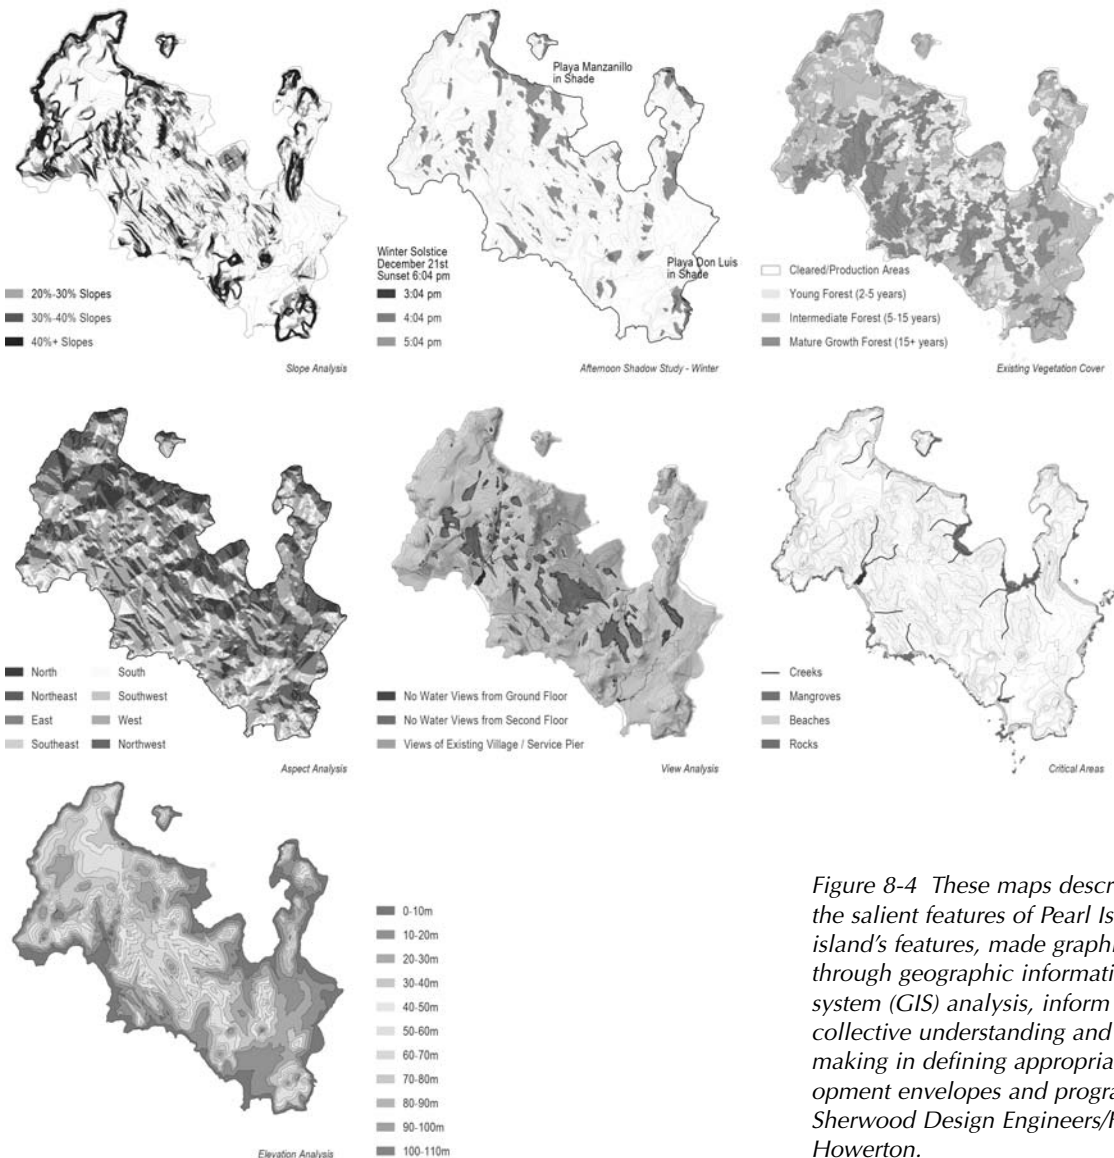 20%-30% Slopes
30%-40% Slopes
40%+ Slopes
Slope Analysis
Playa Manzanillo
in Shade
Winter Solstice
December 21st
Sunset 6:04 pm
Playa Don Luis
in Shade
3:04 pm
4:04 pm
5:04 pm
Afternoon Shadow Study - Winter
Cleared/Production Areas
Young Forest (2-5 years)
Intermediate Forest (5-15 years)
Mature Growth Forest (15+ years)
Existing Vegetation Cover
North
Northeast
East
Southeast
South
Southwest
West
Northwest
Aspect Analysis
No Water Views from Ground Floor
No Water Views from Second Floor
Views of Existing Village / Service Pier
View Analysis
Creeks
Mangroves
Beaches
Rocks
Critical Areas
0-10m
10-20m
20-30m
30-40m
40-50m
50-60m
60-70m
70-80m
80-90m
90-100m
100-110m
Elevation Analysis
Figure 8-4 These maps descr
the salient features of Pearl Is
island's features, made graphi
through geographic informati
system (GIS) analysis, inform
collective understanding and
making in defining appropria
opment envelopes and progra
Sherwood Design Engineers/
Howerton.